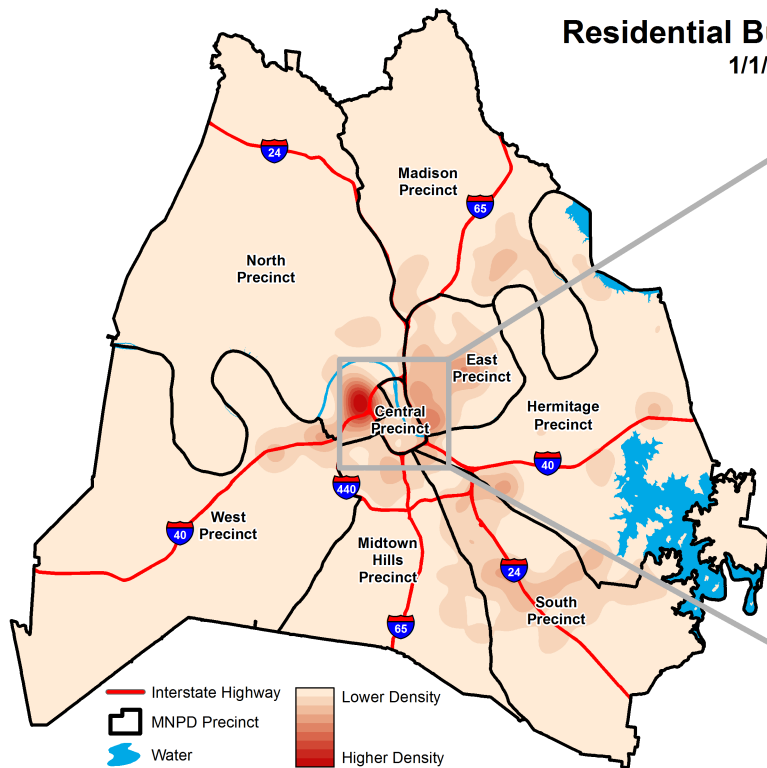 Residential Bu
1/1/
24
Madison
Precinct
65
North
Precinct
East
Precinct
Hermitage
Precinct
Central
Precinct
40
440
West
Precinct
40
Midtown
Hills
Precinct
24
South
Precinct
65
Interstate Highway
MNPD Precinct
Water
Lower Density
Higher Density